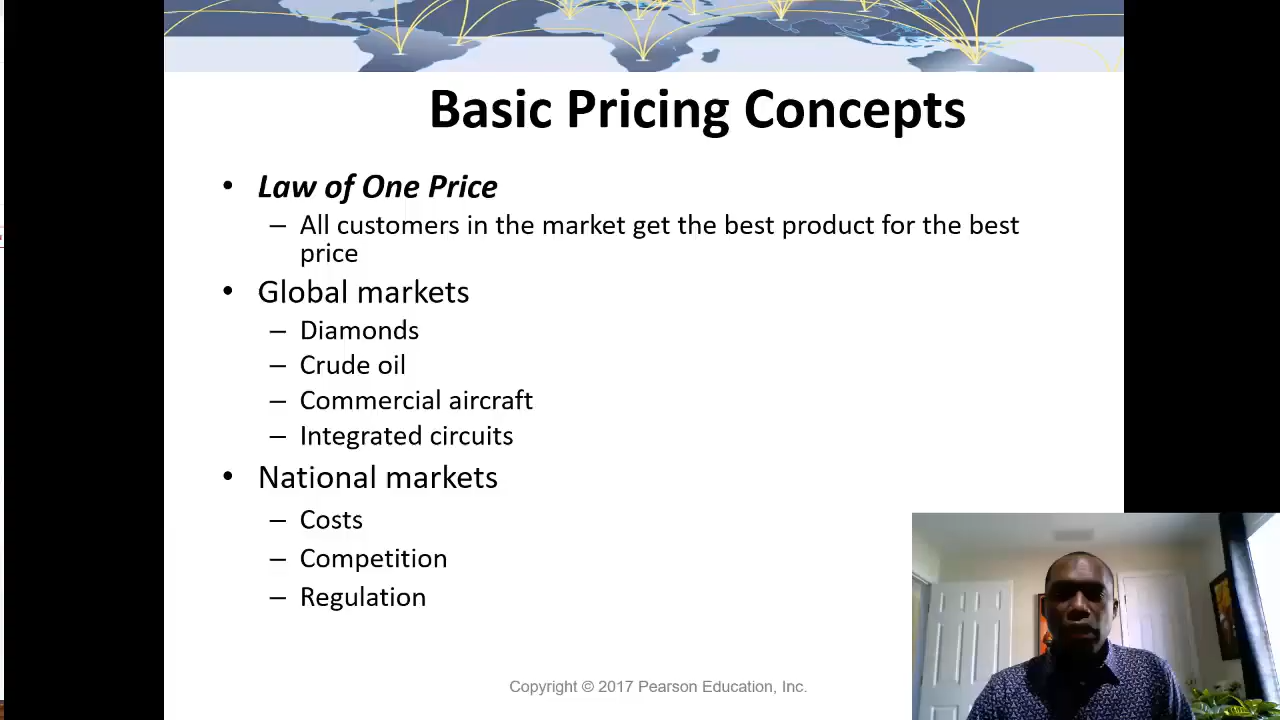 Basic Pricing Concepts
• Law of One Price
– All customers in the market get the best product for the best
price
• Global markets
– Diamonds
– Crude oil
– Commercial aircraft
– Integrated circuits
• National markets
– Costs
– Competition
– Regulation
Copyright © 2017 Pearson Education, Inc.